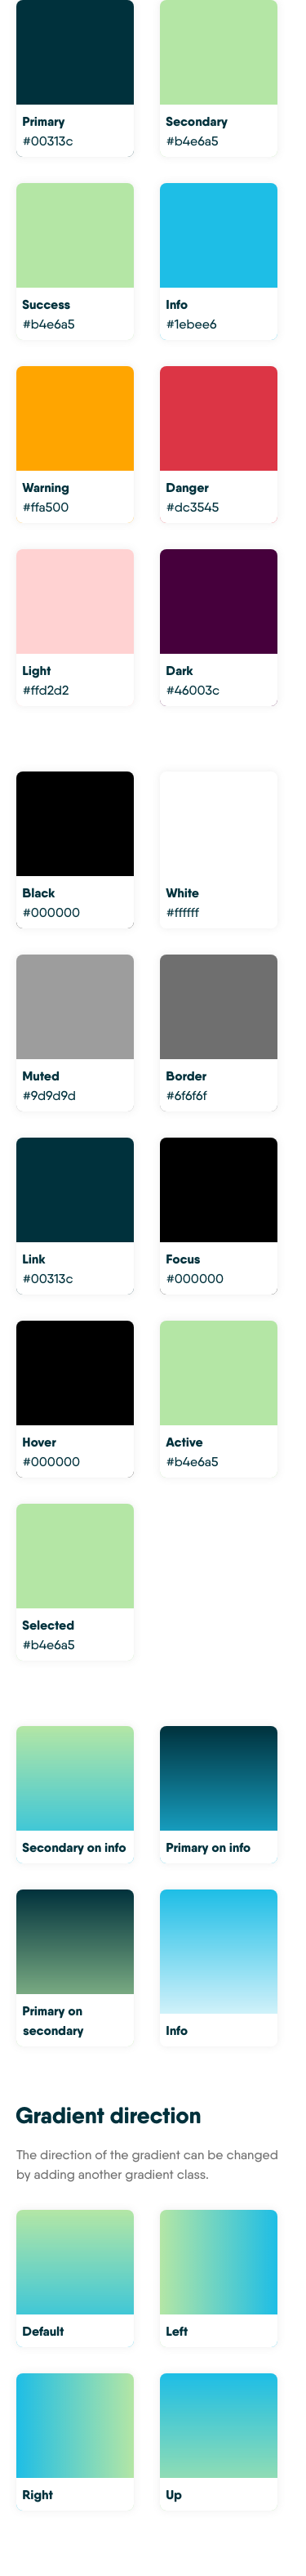 Primary
#00313c
Secondary
#b4e6a5
Success
#b4e6a5
Info
#1ebee6
Warning
#ffa500
Danger
#dc3545
Light
#ffd2d2
Dark
#46003c
Black
#000000
White
#ffffff
Muted
#9d9d9d
Border
#6f6f6f
Link
#00313c
Focus
#000000
Hover
#000000
Active
#b4e6a5
Selected
#b4e6a5
Secondary on info
Primary on info
Primary on
secondary
Info
Gradient direction
The direction of the gradient can be changed
by adding another gradient class.
Default
Left
Right
Up